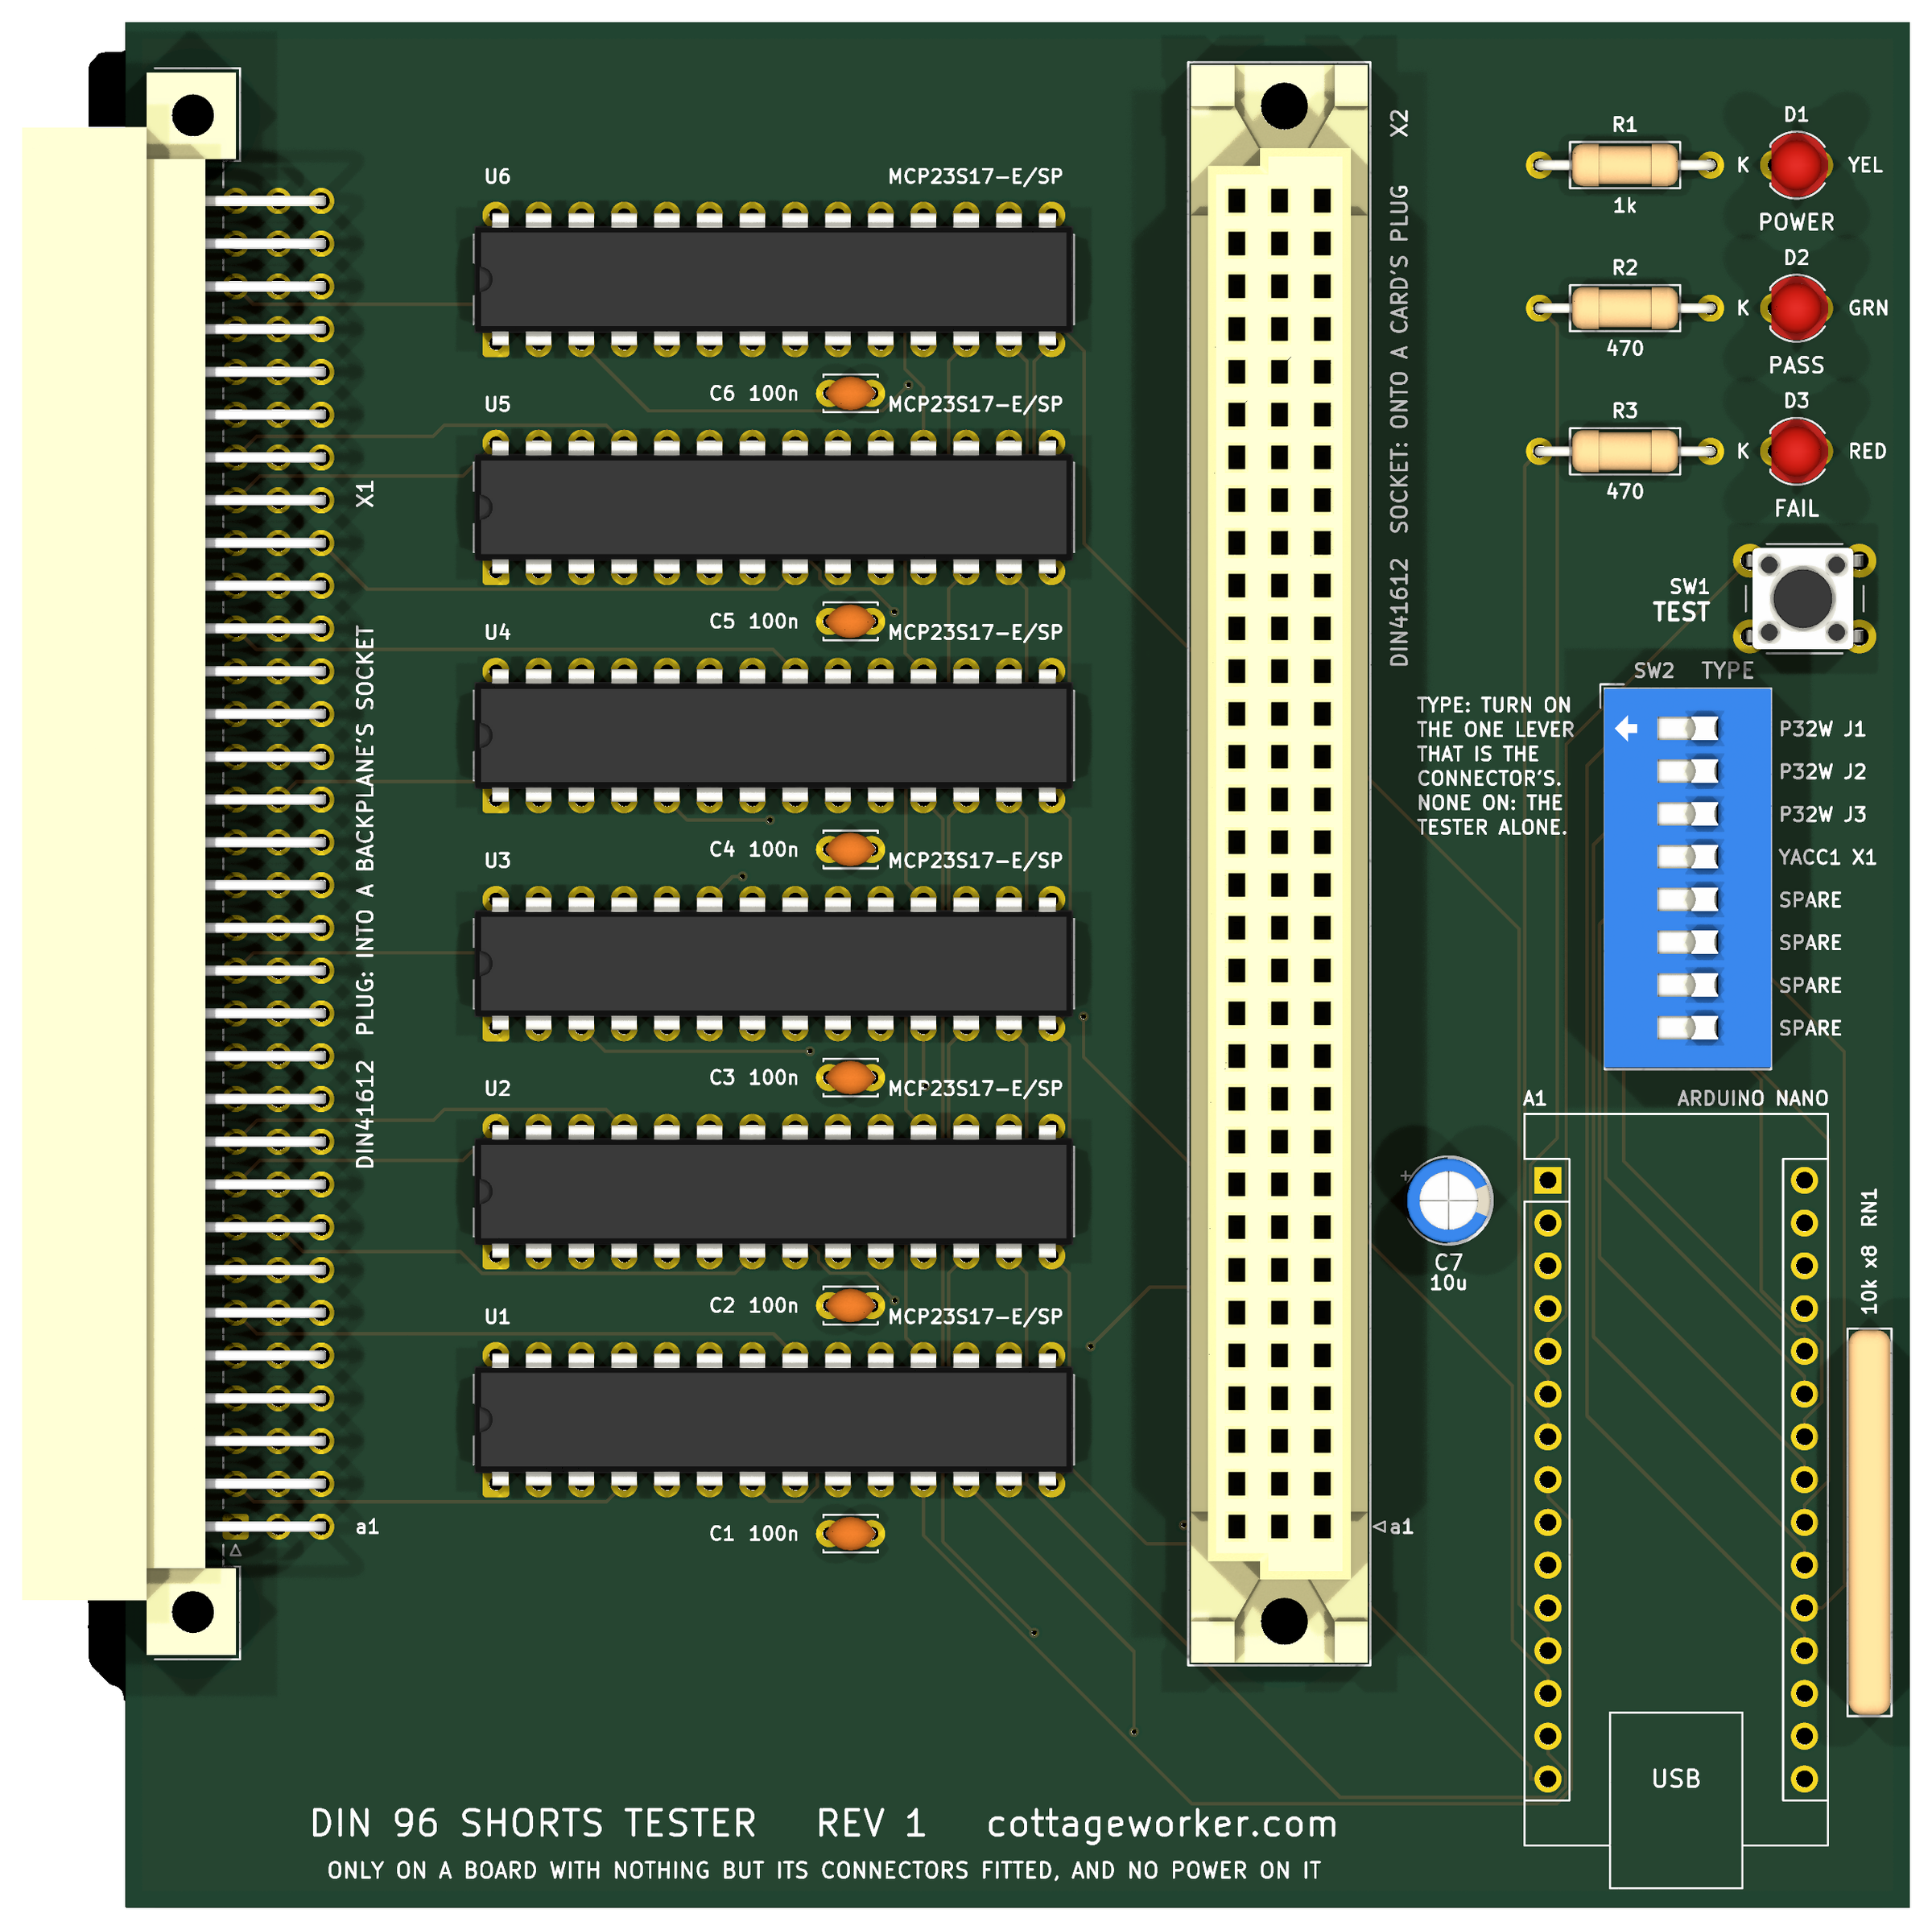 D1
R1
K
YEL
1k
POWER
D2
R2
K
GRN
470
PASS
D3
R3
K
RED
470
FAIL
SW1
TEST
SW2 TYPE
TYPE: TURN ON
THE ONE LEVER
THAT IS THE
CONNECTOR'S.
NONE ON: THE
TESTER ALONE.
P32W J1
P32W J2
P32W J3
YACC1 X1
SPARE
SPARE
SPARE
SPARE
A1
ARDUINO NANO
10k x8 RN1
USB
+
C7
10u
X2
DIN41612 SOCKET: ONTO A CARD'S PLUG
a1
U6
MCP23S17-E/SP
C6 100n
U5
MCP23S17-E/SP
C5 100n
U4
MCP23S17-E/SP
C4 100n
U3
MCP23S17-E/SP
C3 100n
U2
MCP23S17-E/SP
C2 100n
U1
MCP23S17-E/SP
C1 100n
X1
DIN41612 PLUG: INTO A BACKPLANE'S SOCKET
a1
DIN 96 SHORTS TESTER REV 1 cottageworker.com
ONLY ON A BOARD WITH NOTHING BUT ITS CONNECTORS FITTED, AND NO POWER ON IT